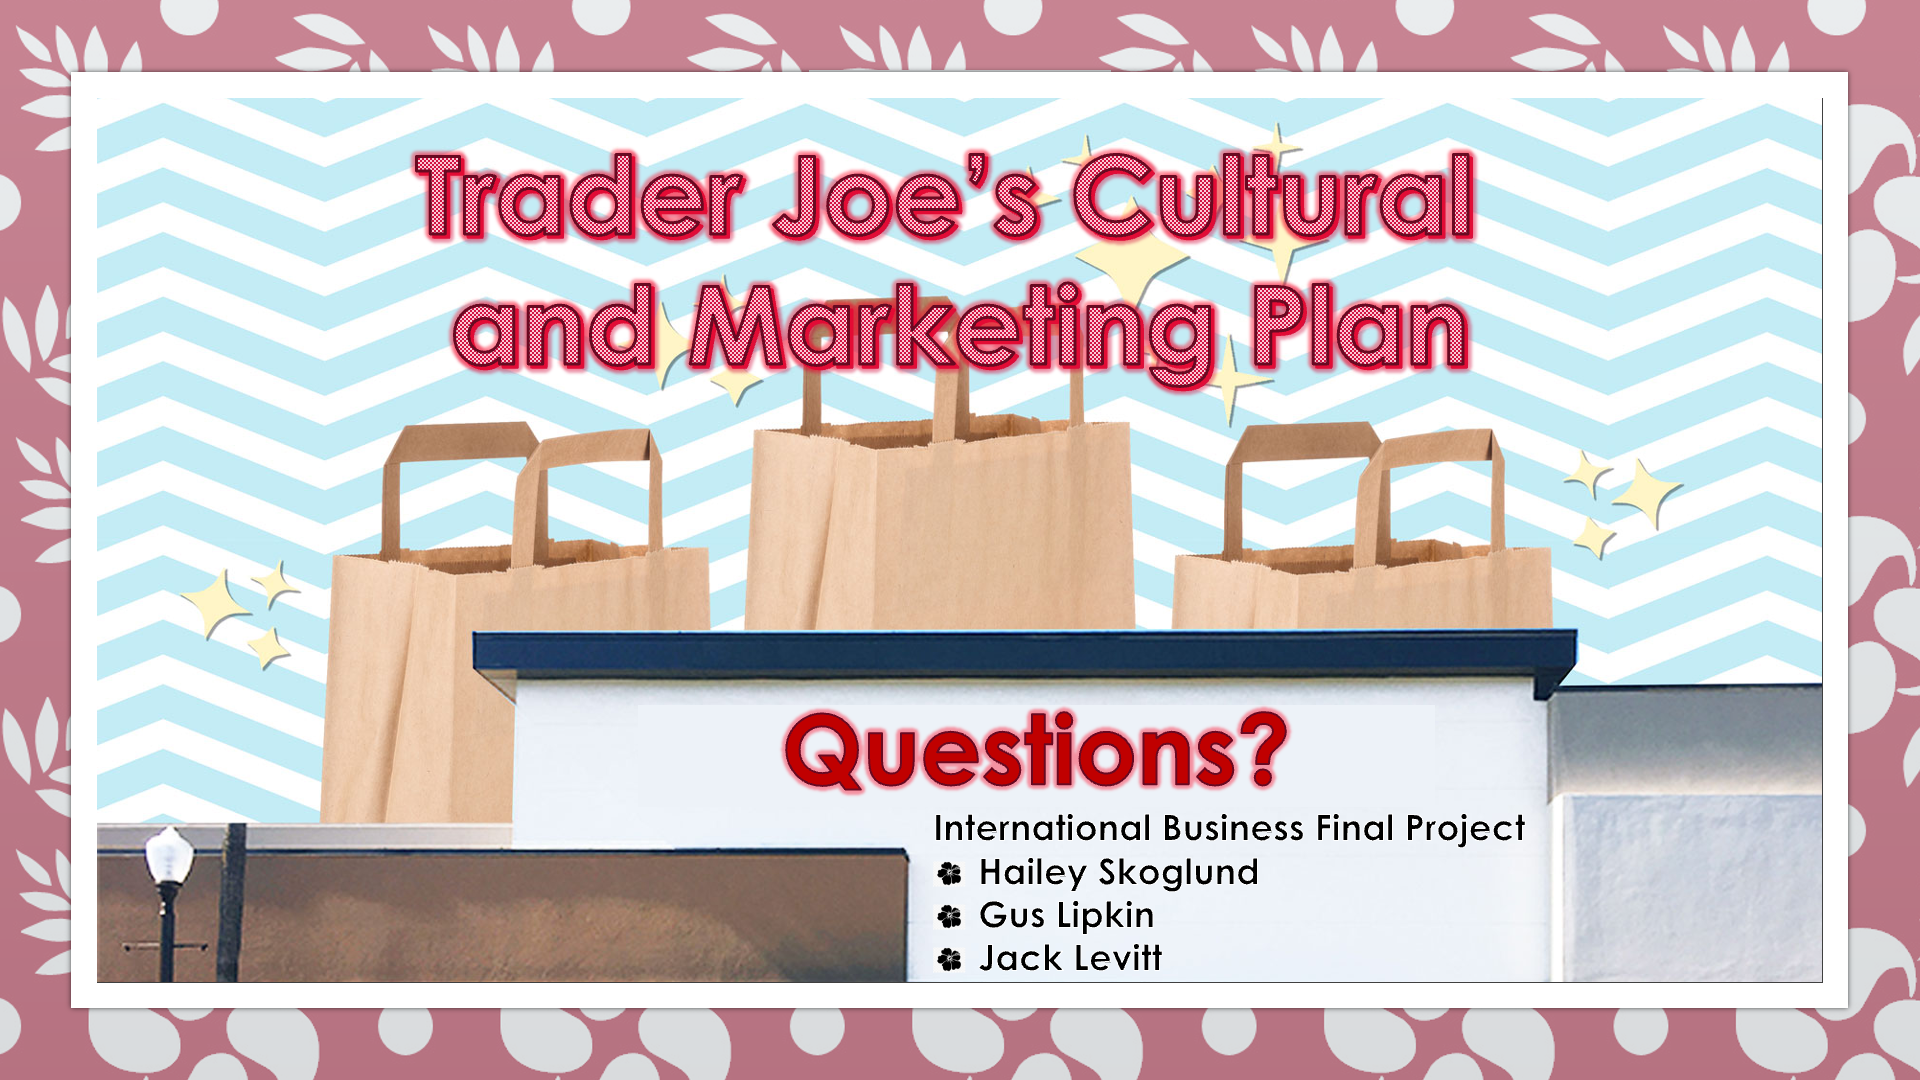 Trader Joe’s Cultural
and Marketing Plan
Questions?
International Business Final Project
Hailey Skoglund
Gus Lipkin
Jack Levitt